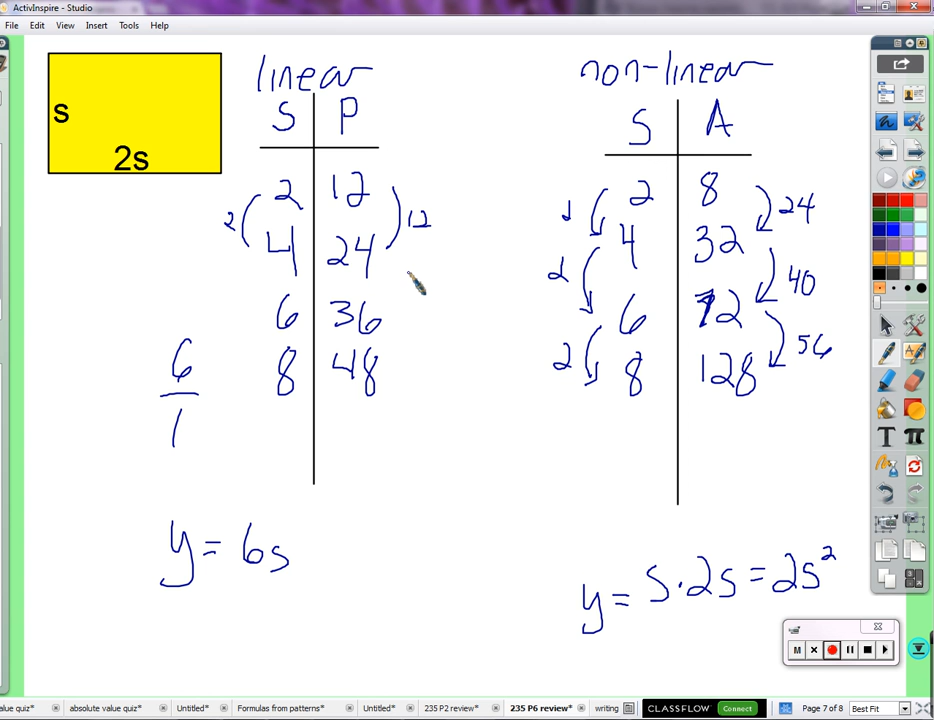 ActivInspire - Studio
File Edit View Insert Tools Help
s
2s
linear
S P
2 12
4 24
6 36
8 48
2
12
6
1
y = 6s
non-linear
S A
2 8
4 32
6 72
8 128
2
2
2
24
40
56
y = s·2s = 2s²
M
T π
value quiz* absolute value quiz* Untitled* Formulas from patterns* Untitled* 235 P2 review* 235 P6 review* writing CLASSFLOW Connect Page 7 of 8 Best Fit